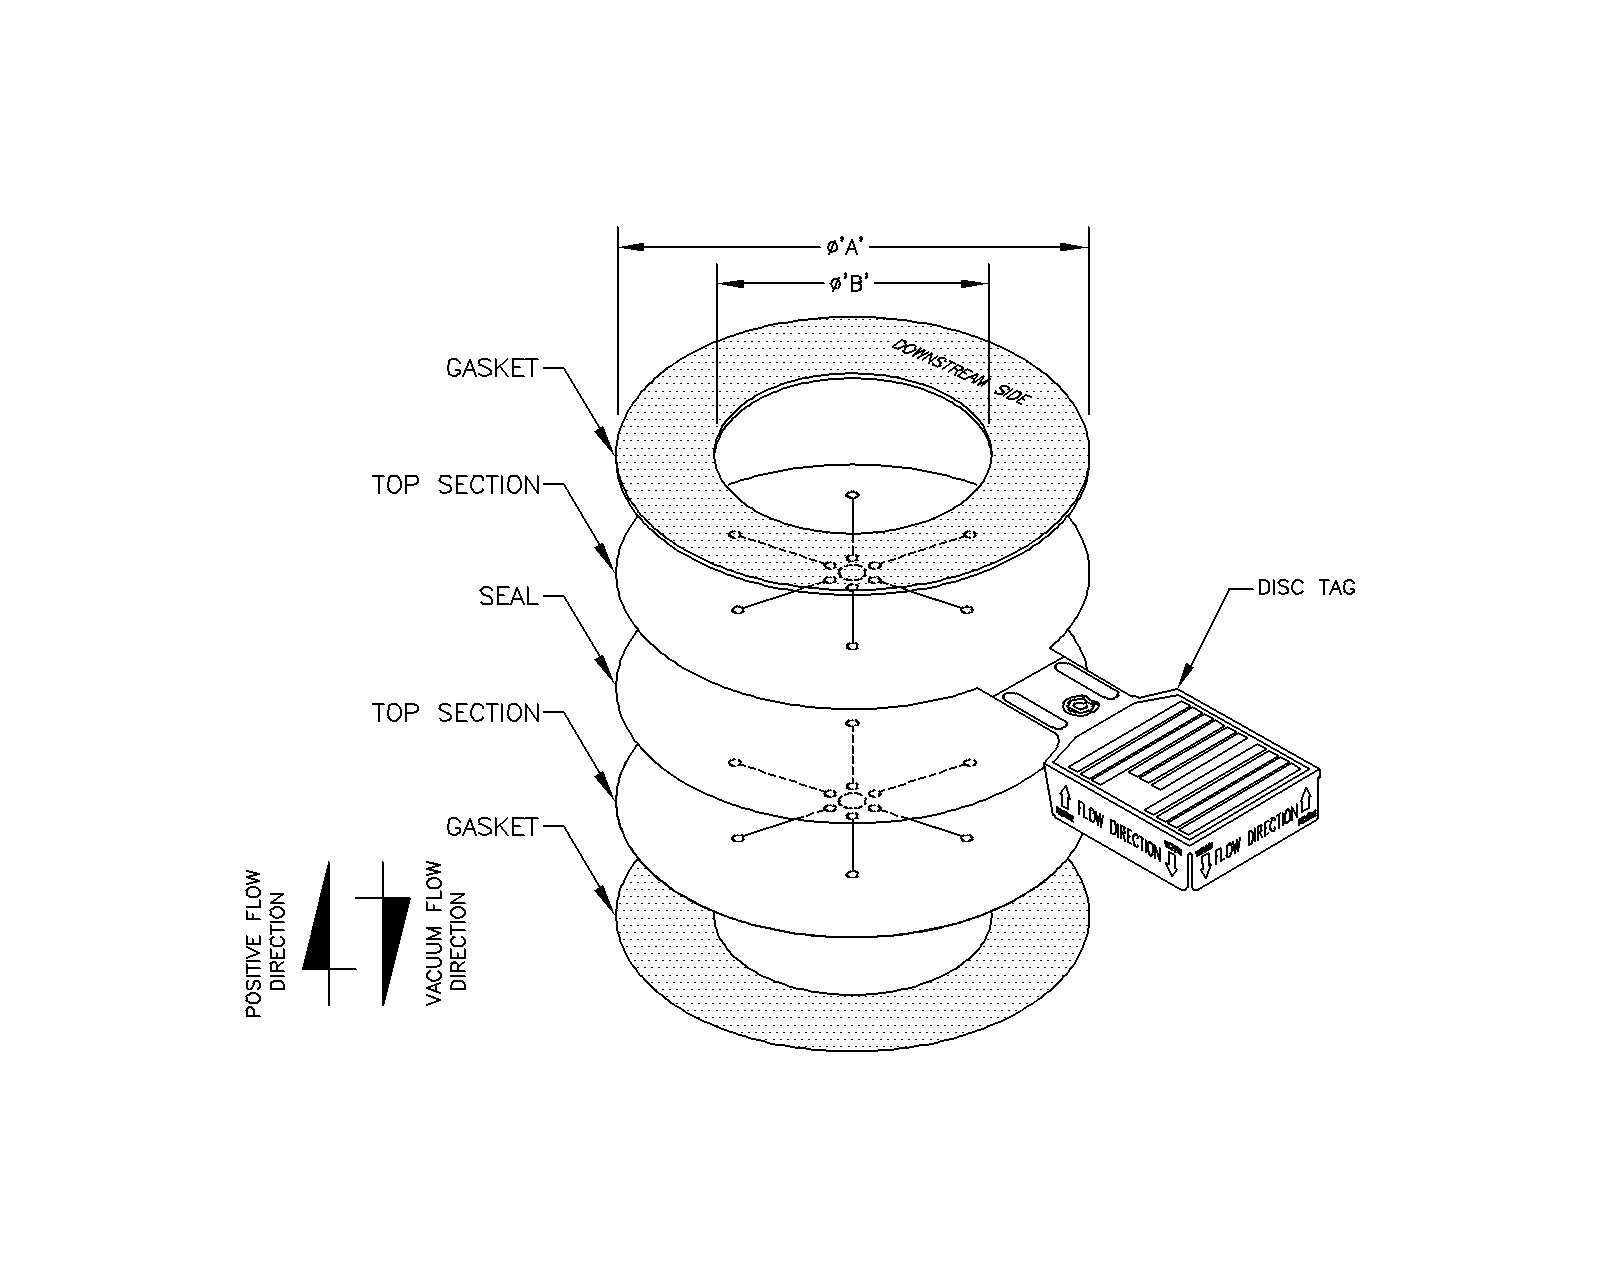 ø'A'
ø'B'
DOWNSTREAM SIDE
GASKET
TOP SECTION
SEAL
DISC TAG
TOP SECTION
GASKET
FLOW DIRECTION
FLOW DIRECTION
POSITIVE FLOW
DIRECTION
VACUUM FLOW
DIRECTION